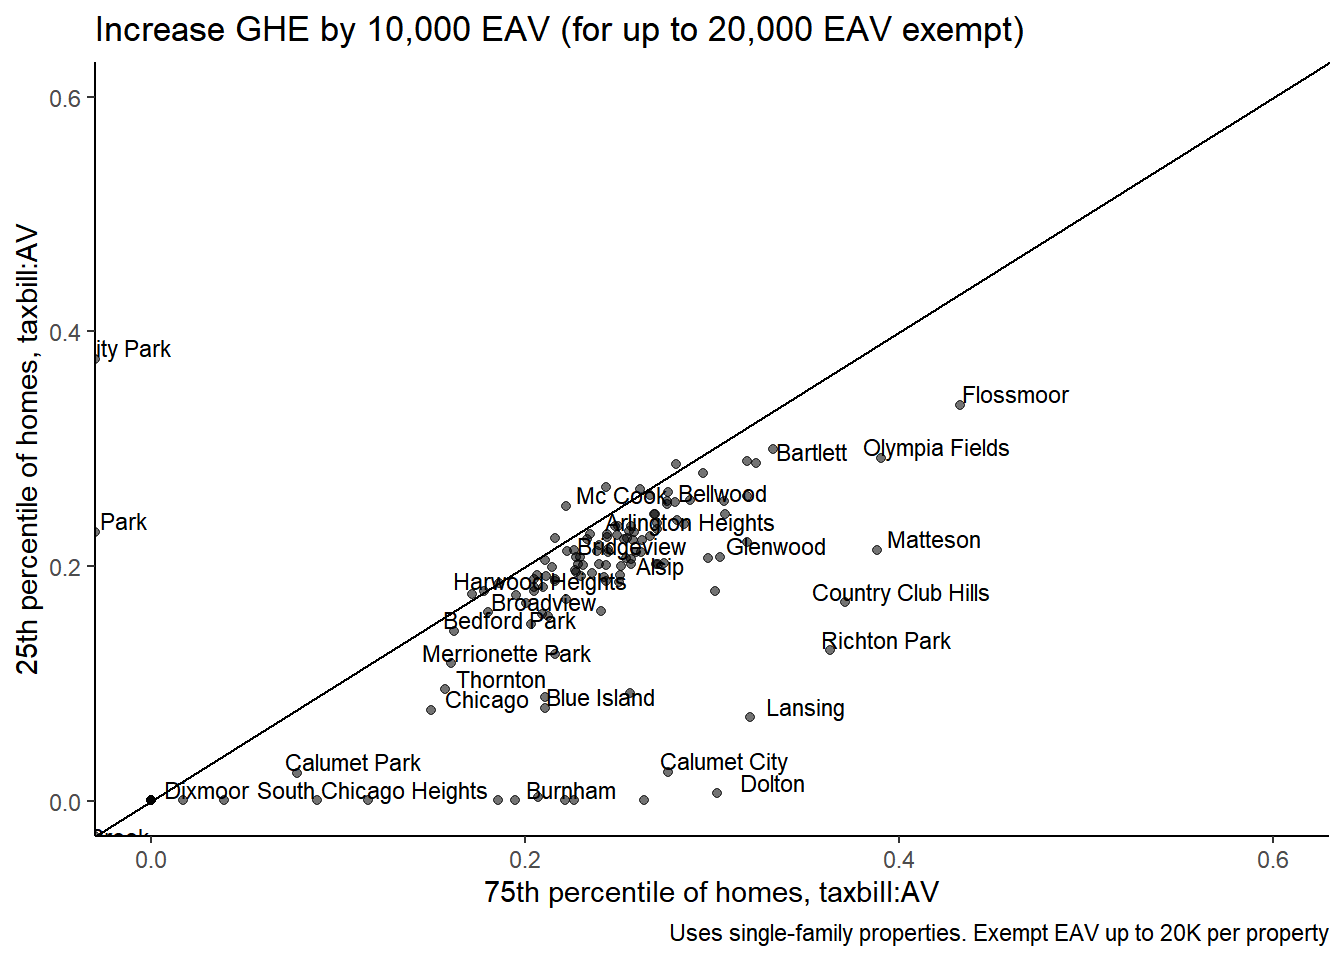 Increase GHE by 10,000 EAV (for up to 20,000 EAV exempt)
25th percentile of homes, taxbill:AV
0.6
0.4
0.2
0.0
ity Park
Flossmoor
Olympia Fields
Bartlett
Mc Cook
Bellwood
Park
Arlington Heights
Bridgeview
Glenwood
Matteson
Alsip
Harwood Heights
Broadview
Country Club Hills
Bedford Park
Richton Park
Merrionette Park
Thornton
Chicago
Blue Island
Lansing
Calumet Park
Calumet City
Dolton
Dixmoor
South Chicago Heights
Burnham
0.0
0.2
0.4
0.6
75th percentile of homes, taxbill:AV
Uses single-family properties. Exempt EAV up to 20K per property